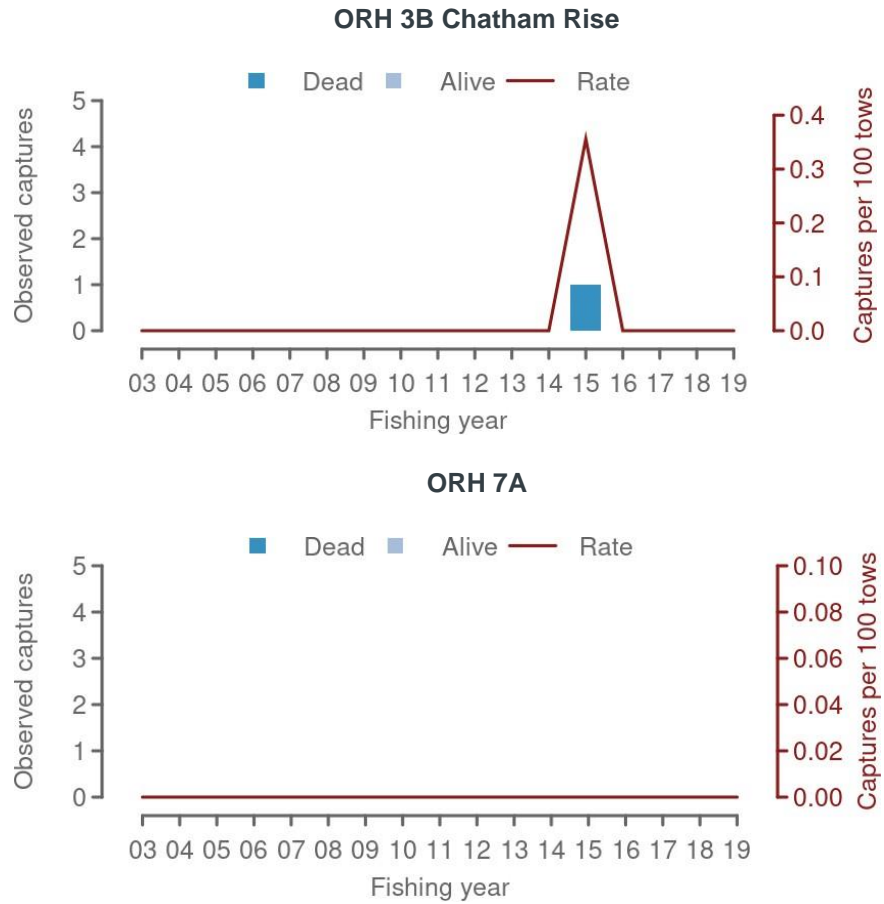 ORH 3B Chatham Rise
Dead Alive Rate
Observed captures
5
4
3
2
1
0
0.4
0.3
0.2
0.1
0.0
Captures per 100 tows
03 04 05 06 07 08 09 10 11 12 13 14 15 16 17 18 19
Fishing year
ORH 7A
Dead Alive Rate
Observed captures
5
4
3
2
1
0
0.10
0.08
0.06
0.04
0.02
0.00
Captures per 100 tows
03 04 05 06 07 08 09 10 11 12 13 14 15 16 17 18 19
Fishing year